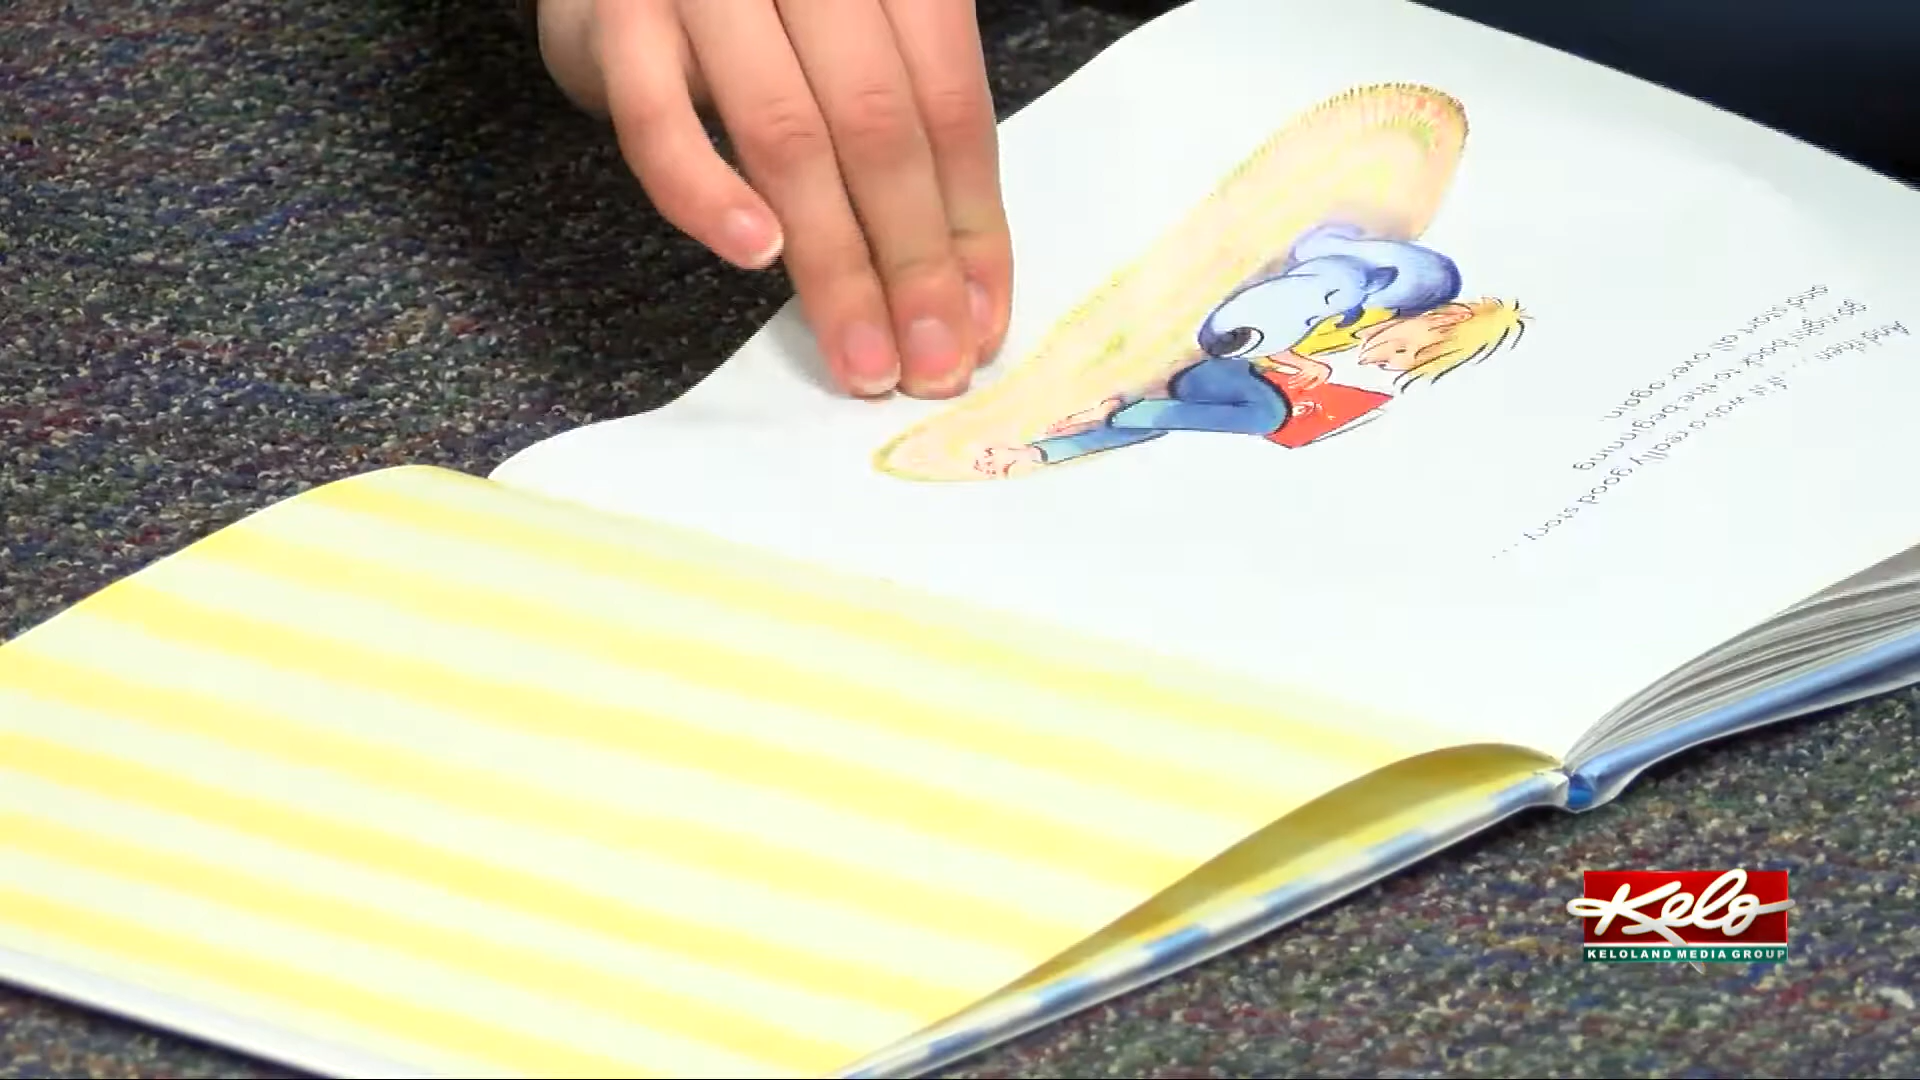 And then ... if it was a really good story ...
go right back to the beginning
and start all over again.
Kelo
KELOLAND MEDIA GROUP